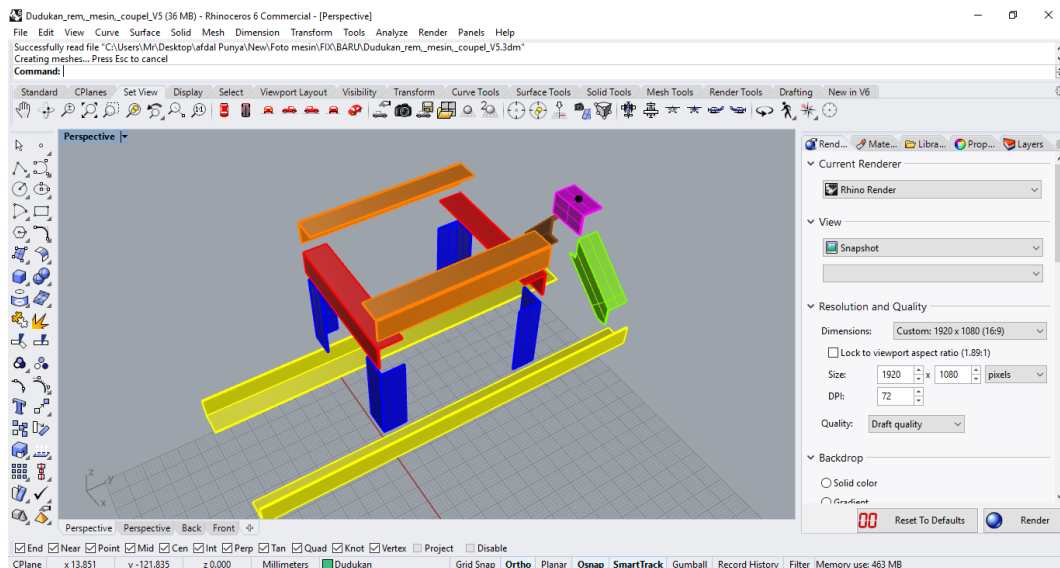 Dudukan_rem,_mesin,_coupel_V5 (36 MB) - Rhinoceros 6 Commercial - [Perspective]
File Edit View Curve Surface Solid Mesh Dimension Transform Tools Analyze Render Panels Help
Successfully read file "C:\Users\Mr\Desktop\afdal Punya\New\Foto mesin\FIX\BARU\Dudukan_rem,_mesin,_coupel_V5.3dm"
Creating meshes... Press Esc to cancel
Command:
Standard CPlanes Set View Display Select Viewport Layout Visibility Transform Curve Tools Surface Tools Solid Tools Mesh Tools Render Tools Drafting New in V6
Perspective
Rend... Mate... Libra... Prop... Layers
Current Renderer
Rhino Render
View
Snapshot
Resolution and Quality
Dimensions: Custom: 1920 x 1080 (16:9)
Lock to viewport aspect ratio (1.89:1)
Size: 1920 x 1080 pixels
DPI: 72
Quality: Draft quality
Backdrop
Solid color
Gradient
Reset To Defaults Render
z y x
Perspective Perspective Back Front
End Near Point Mid Cen Int Perp Tan Quad Knot Vertex Project Disable
CPlane x 13.851 y -121.835 z 0.000 Millimeters Dudukan Grid Snap Ortho Planar Osnap SmartTrack Gumball Record History Filter Memory use: 463 MB